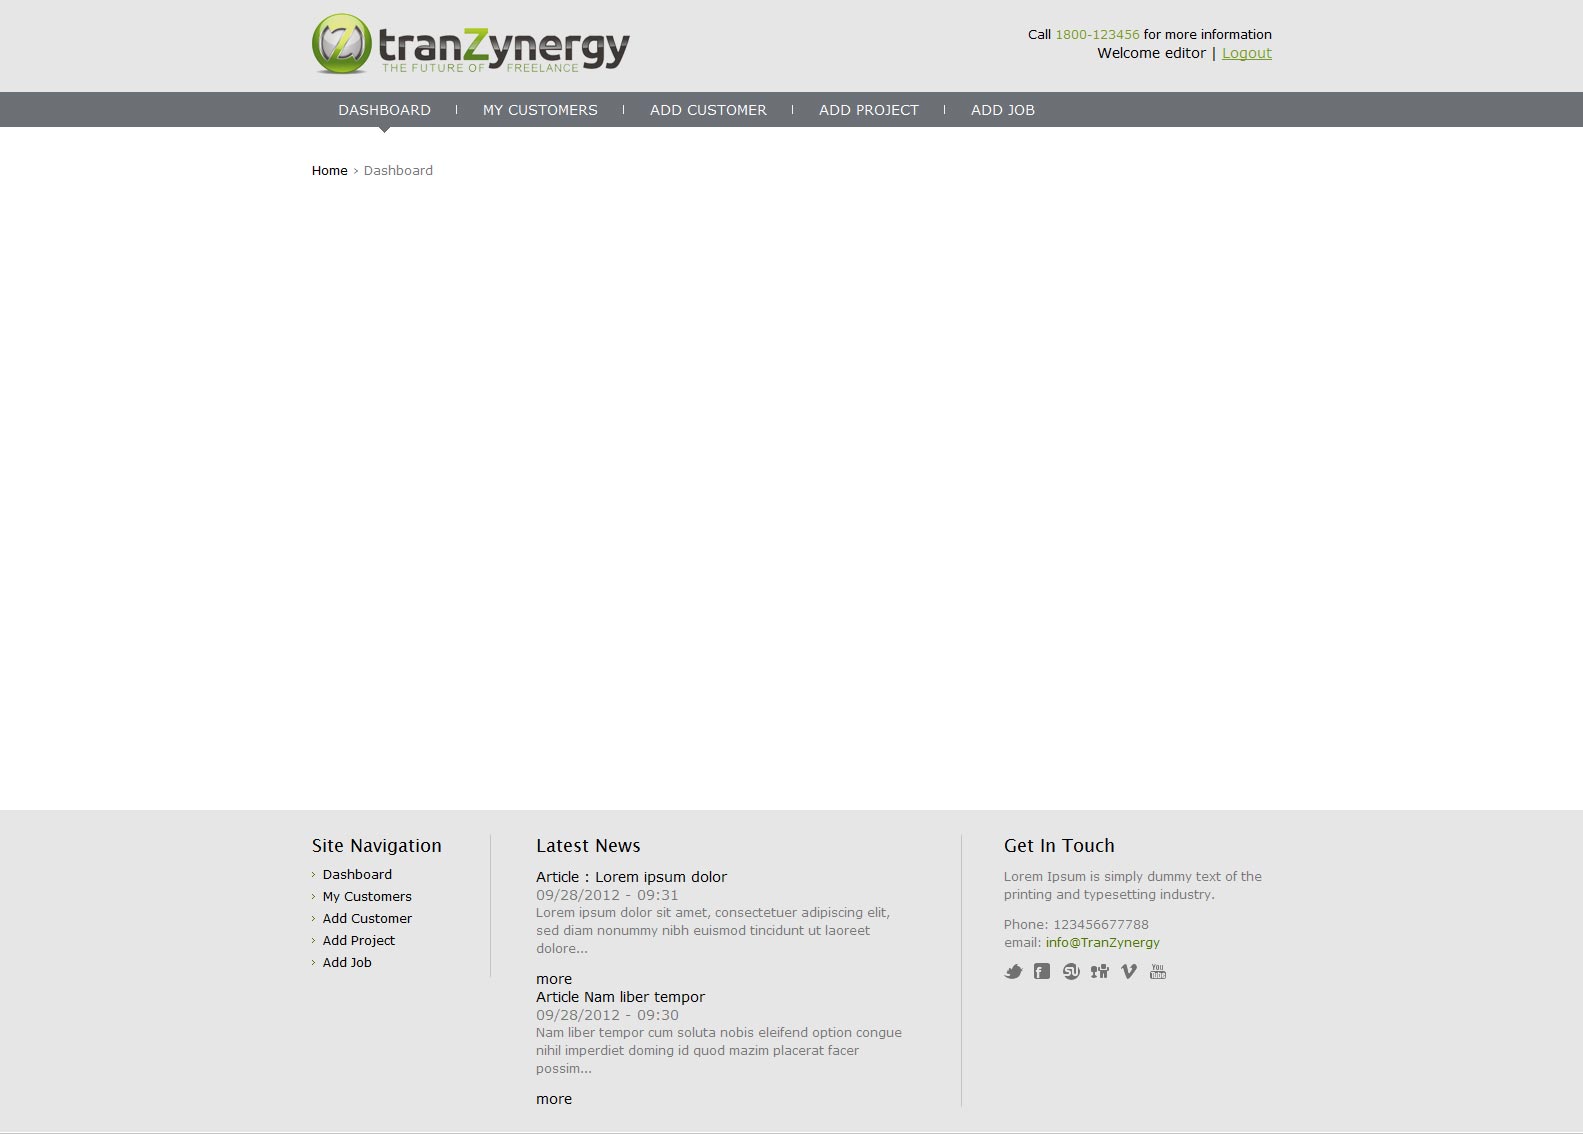 tranZynergy
THE FUTURE OF FREELANCE
Call 1800-123456 for more information
Welcome editor | Logout
DASHBOARD
MY CUSTOMERS
ADD CUSTOMER
ADD PROJECT
ADD JOB
Home > Dashboard
Site Navigation
Dashboard
My Customers
Add Customer
Add Project
Add Job
Latest News
Article : Lorem ipsum dolor
09/28/2012 - 09:31
Lorem ipsum dolor sit amet, consectetuer adipiscing elit,
sed diam nonummy nibh euismod tincidunt ut laoreet
dolore...
more
Article Nam liber tempor
09/28/2012 - 09:30
Nam liber tempor cum soluta nobis eleifend option congue
nihil imperdiet doming id quod mazim placerat facer
possim...
more
Get In Touch
Lorem Ipsum is simply dummy text of the
printing and typesetting industry.
Phone: 123456677788
email: info@TranZynergy
You
Tube